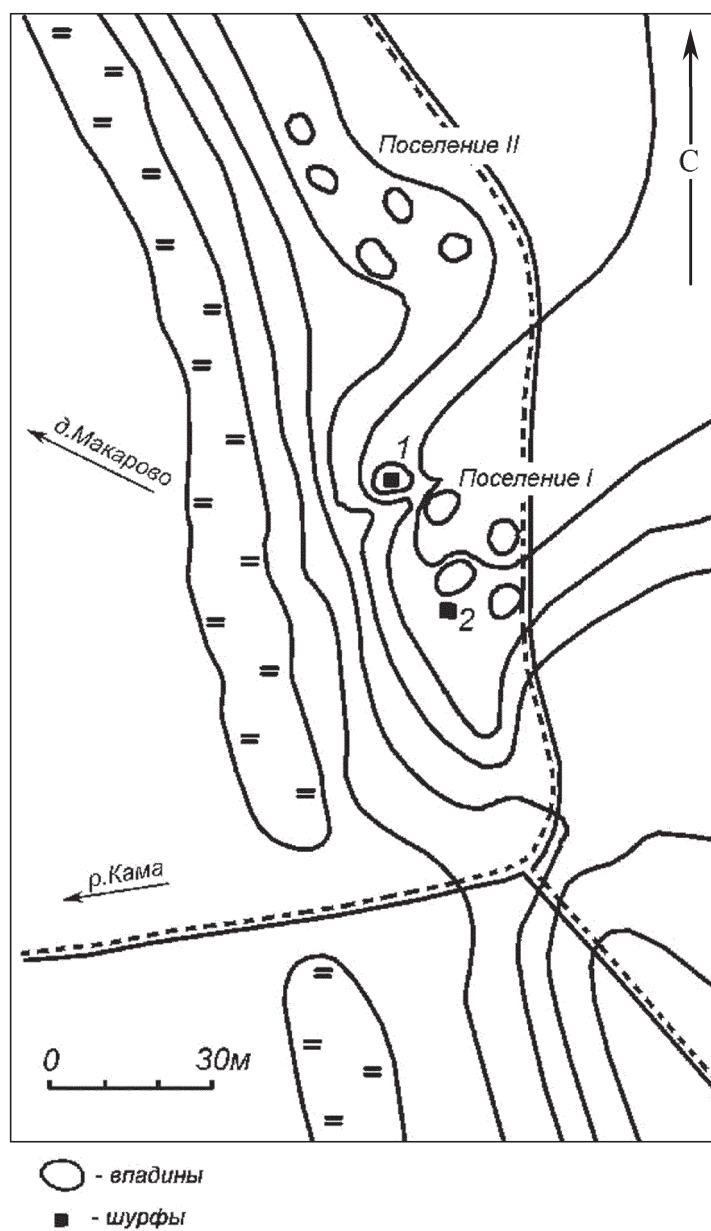 Поселение II
С
д.Макарово
1
Поселение I
2
р.Кама
0 30м
- впадины
- шурфы